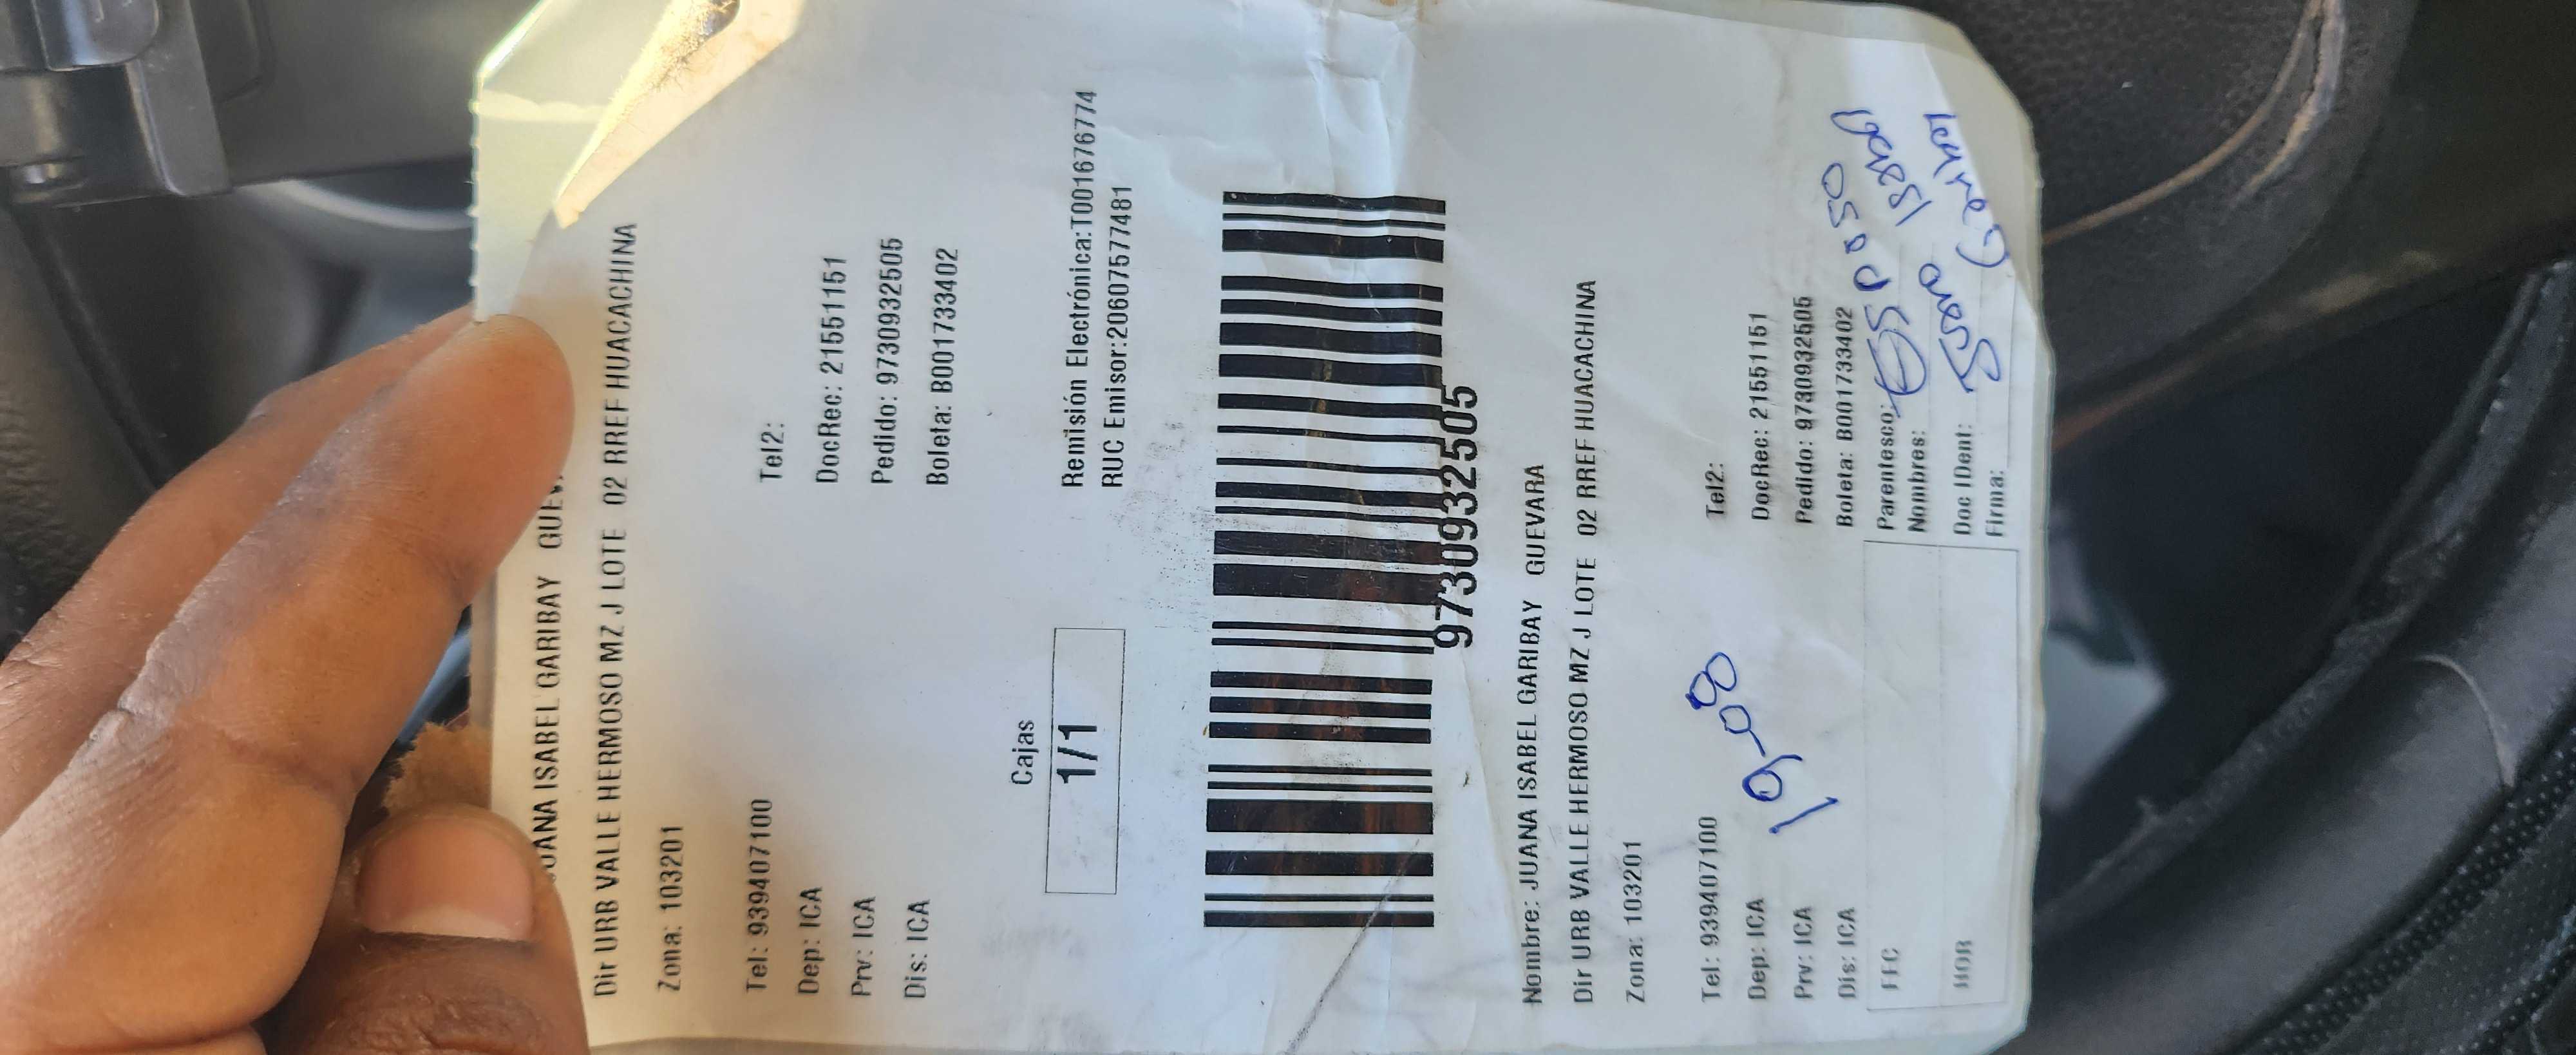 JUANA ISABEL GARIBAY GUEV
Dir URB VALLE HERMOSO MZ J LOTE 02 RREF HUACACHINA
Zona: 103201
Tel: 939407100 Tel2:
Dep: ICA DocRec: 21551151
Prv: ICA Pedido: 9730932505
Dis: ICA Boleta: B001733402
Cajas
1/1
Remisión Electrónica:T001676774
RUC Emisor:20607577481
9730932505
Nombre: JUANA ISABEL GARIBAY GUEVARA
Dir URB VALLE HERMOSO MZ J LOTE 02 RREF HUACACHINA
Zona: 103201
Tel: 939407100 Tel2:
Dep: ICA DocRec: 21551151
Prv: ICA Pedido: 9730932505
Dis: ICA Boleta: B001733402
Parentesco: Esposo
Nombres: Isabel
Doc IDent:
Firma:
HOR